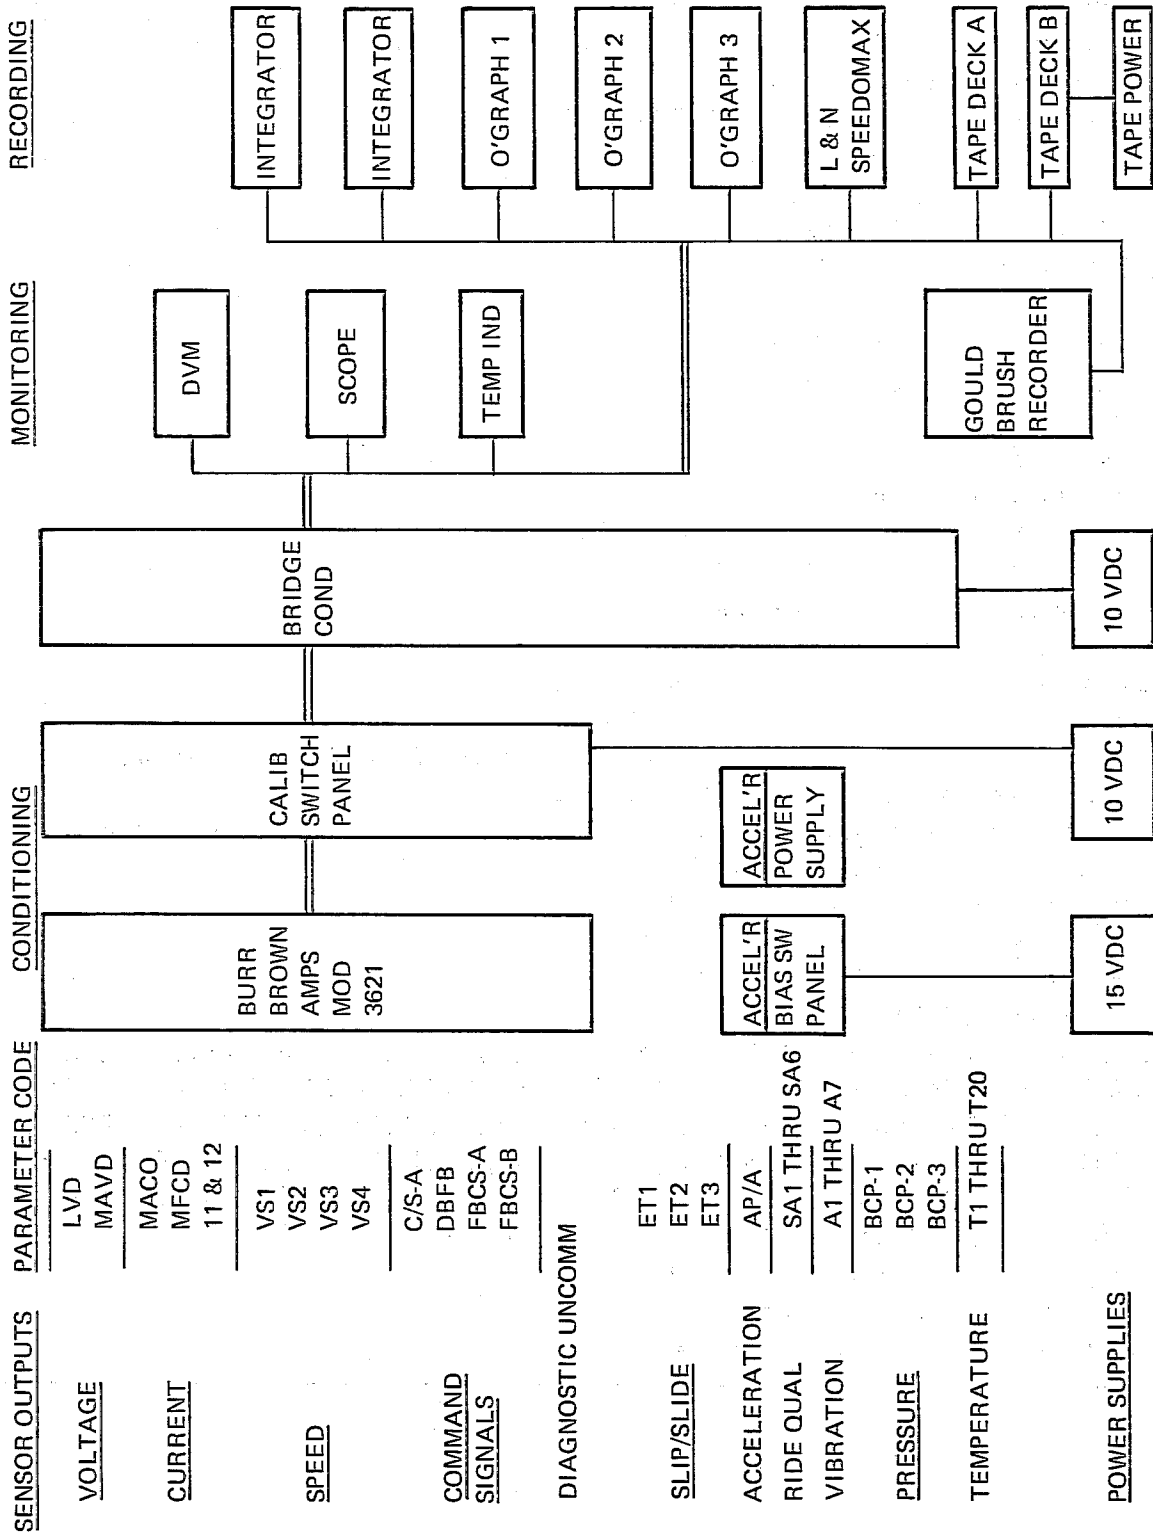 SENSOR OUTPUTS
PARAMETER CODE
CONDITIONING
MONITORING
RECORDING
VOLTAGE
LVD
MAVD
CURRENT
MACO
MFCD
11 & 12
SPEED
VS1
VS2
VS3
VS4
COMMAND
SIGNALS
C/S-A
DBFB
FBCS-A
FBCS-B
DIAGNOSTIC UNCOMM
SLIP/SLIDE
ET1
ET2
ET3
ACCELERATION
AP/A
RIDE QUAL
SA1 THRU SA6
VIBRATION
A1 THRU A7
PRESSURE
BCP-1
BCP-2
BCP-3
TEMPERATURE
T1 THRU T20
POWER SUPPLIES
BURR
BROWN
AMPS
MOD
3621
ACCEL'R
BIAS SW
PANEL
15 VDC
CALIB
SWITCH
PANEL
ACCEL'R
POWER
SUPPLY
10 VDC
BRIDGE
COND
10 VDC
DVM
SCOPE
TEMP IND
GOULD
BRUSH
RECORDER
INTEGRATOR
INTEGRATOR
O'GRAPH 1
O'GRAPH 2
O'GRAPH 3
L & N
SPEEDOMAX
TAPE DECK A
TAPE DECK B
TAPE POWER